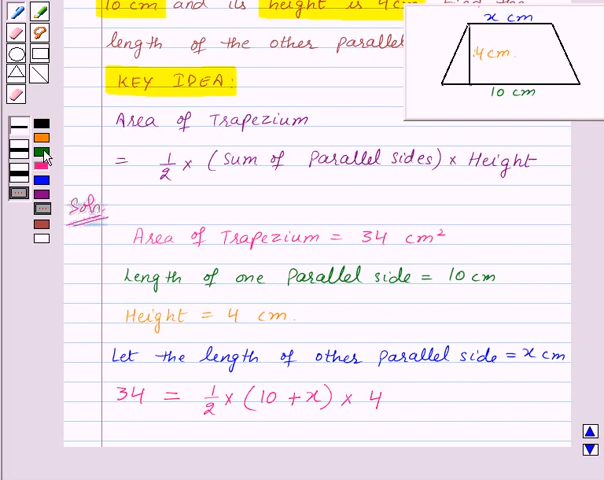 10 cm and its height is 4cm. Find the
length of the other parallel
x cm
4 cm.
10 cm
KEY IDEA:
Area of Trapezium
= 1/2 × (sum of Parallel sides) × Height
Soln.
Area of Trapezium = 34 cm²
Length of one Parallel side = 10 cm
Height = 4 cm.
Let the length of other parallel side = x cm
34 = 1/2 × (10 + x) × 4